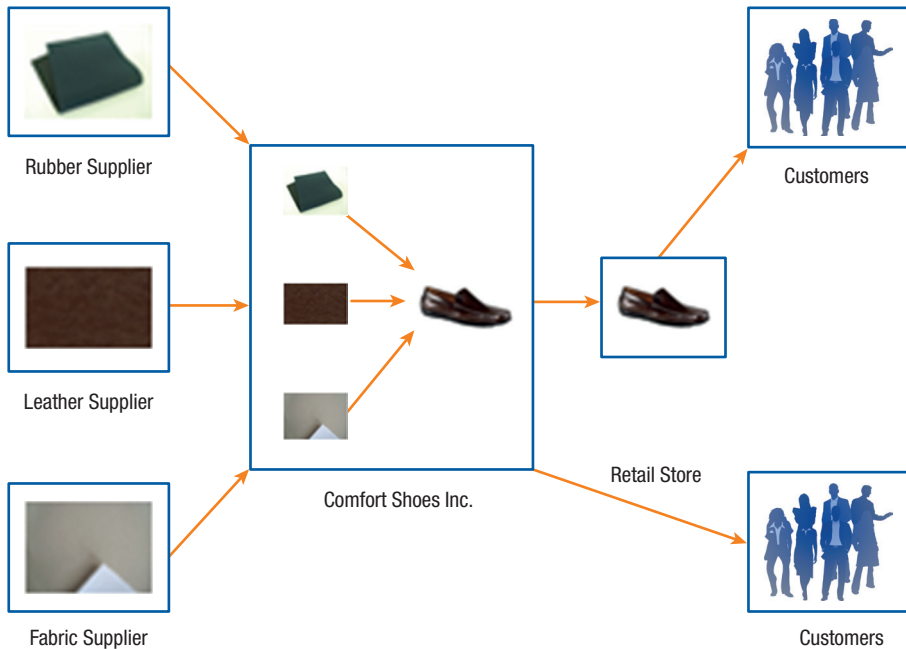 Rubber Supplier
Customers
Leather Supplier
Retail Store
Comfort Shoes Inc.
Fabric Supplier
Customers